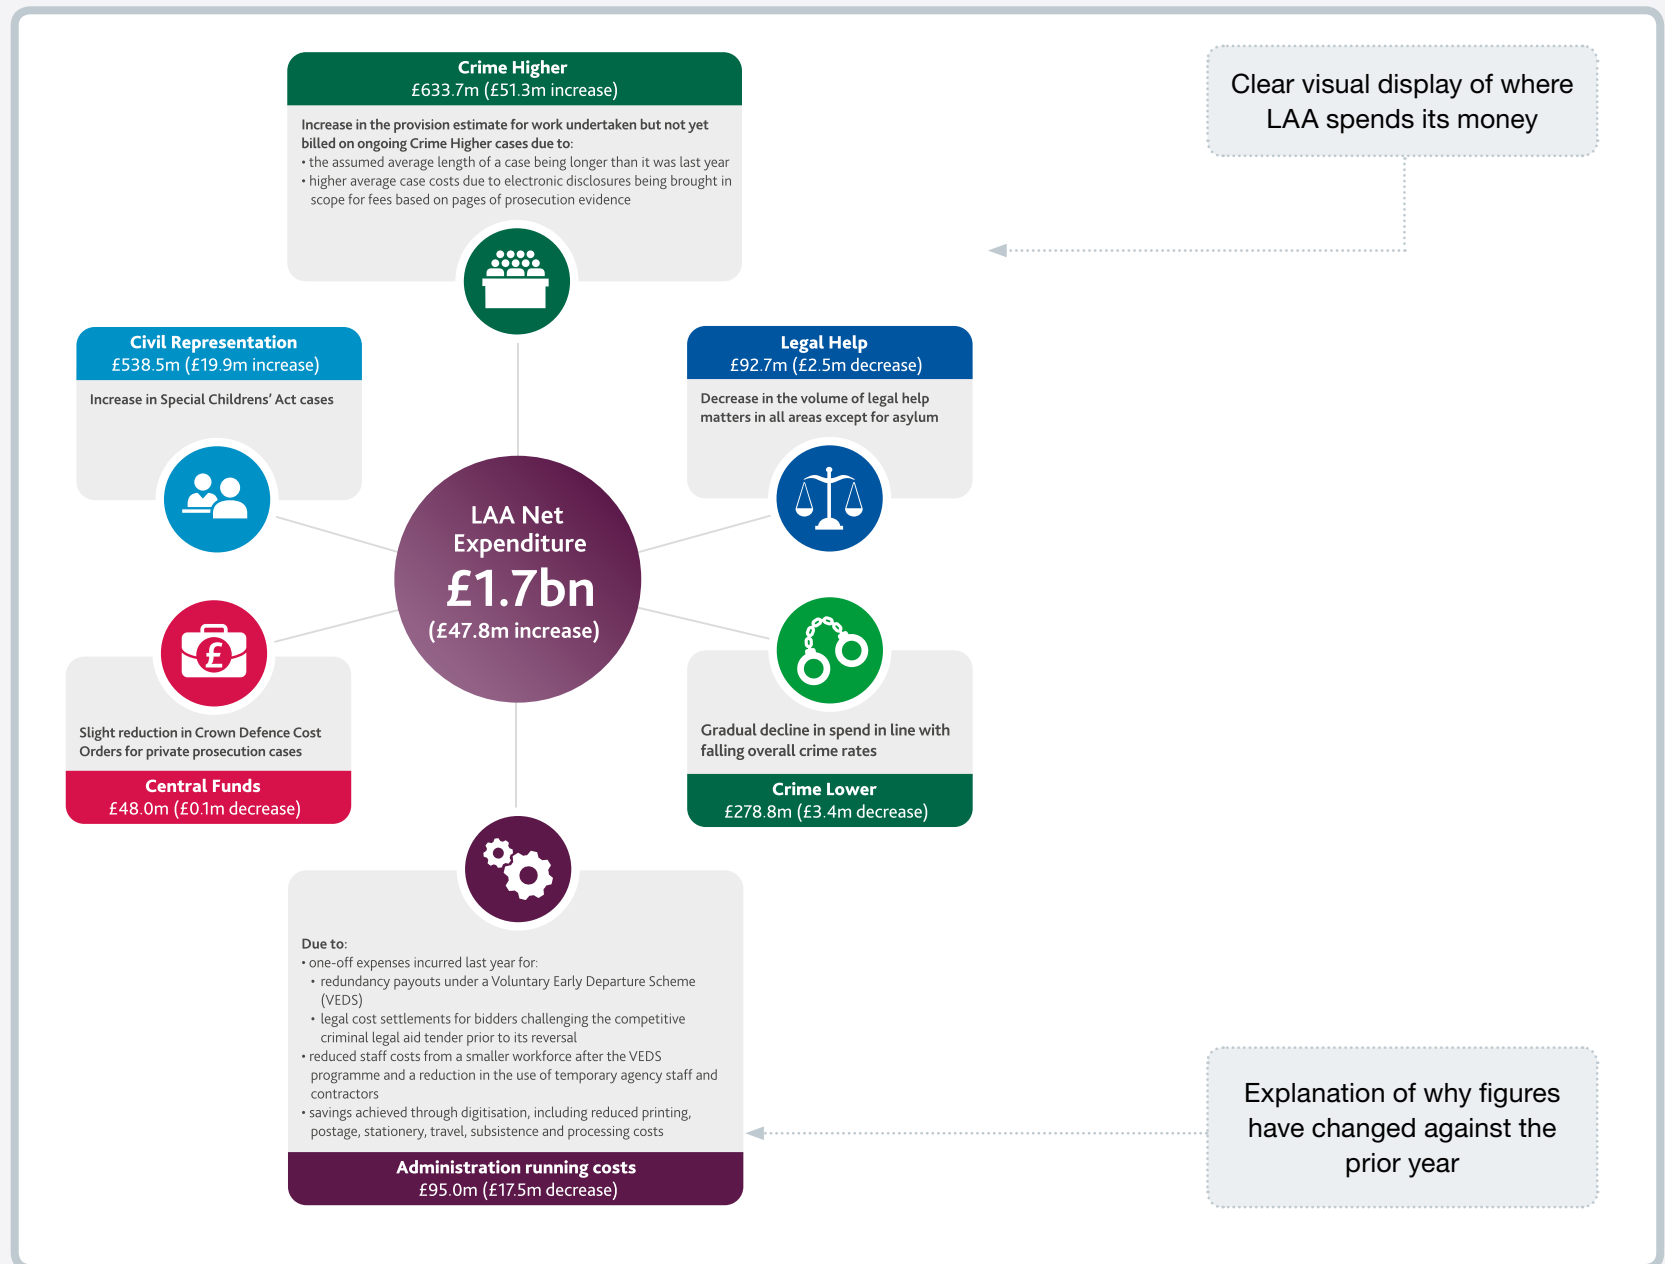 Crime Higher
£633.7m (£51.3m increase)
Increase in the provision estimate for work undertaken but not yet
billed on ongoing Crime Higher cases due to:
• the assumed average length of a case being longer than it was last year
• higher average case costs due to electronic disclosures being brought in
scope for fees based on pages of prosecution evidence
Clear visual display of where
LAA spends its money
Civil Representation
£538.5m (£19.9m increase)
Increase in Special Childrens' Act cases
Legal Help
£92.7m (£2.5m decrease)
Decrease in the volume of legal help
matters in all areas except for asylum
LAA Net
Expenditure
£1.7bn
(£47.8m increase)
£
Slight reduction in Crown Defence Cost
Orders for private prosecution cases
Central Funds
£48.0m (£0.1m decrease)
Gradual decline in spend in line with
falling overall crime rates
Crime Lower
£278.8m (£3.4m decrease)
Due to:
• one-off expenses incurred last year for:
• redundancy payouts under a Voluntary Early Departure Scheme
(VEDS)
• legal cost settlements for bidders challenging the competitive
criminal legal aid tender prior to its reversal
• reduced staff costs from a smaller workforce after the VEDS
programme and a reduction in the use of temporary agency staff and
contractors
• savings achieved through digitisation, including reduced printing,
postage, stationery, travel, subsistence and processing costs
Administration running costs
£95.0m (£17.5m decrease)
Explanation of why figures
have changed against the
prior year